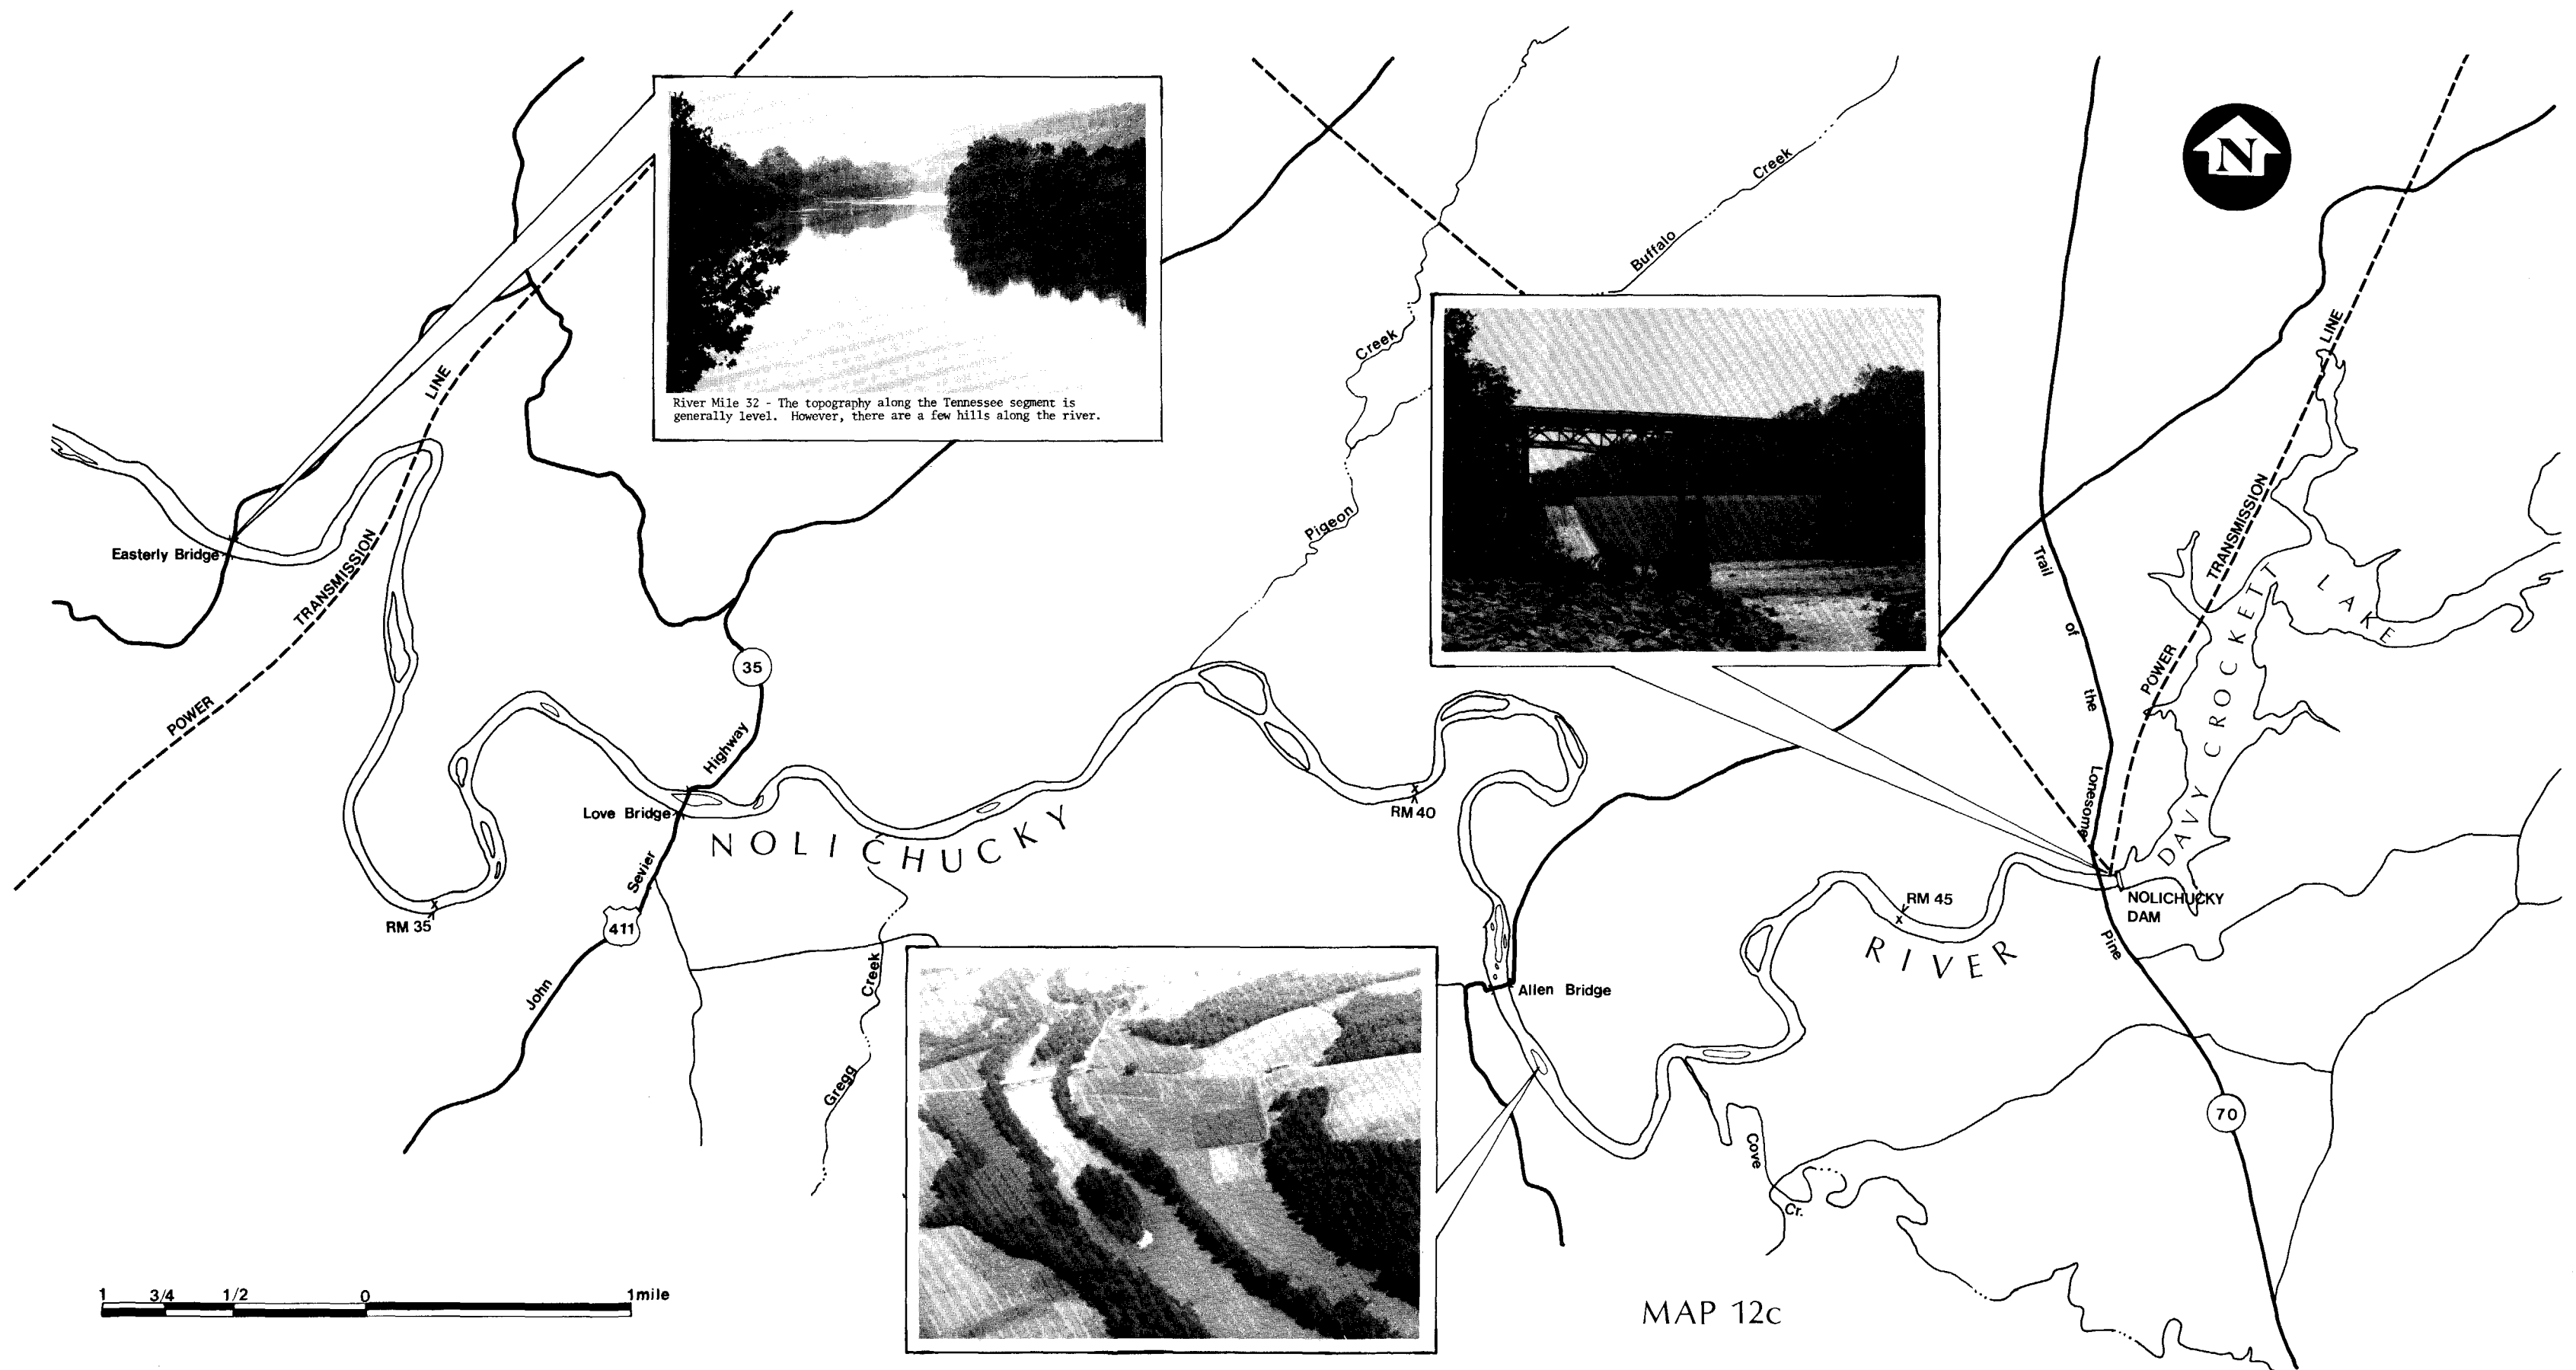 N
River Mile 32 - The topography along the Tennessee segment is
generally level. However, there are a few hills along the river.
Creek
Buffalo
Creek
Pigeon
POWER TRANSMISSION LINE
Easterly Bridge
35
Highway
Love Bridge
Sevier
411
John
RM 35
NOLICHUCKY
RIVER
RM 40
RM 45
Gregg Creek
Allen Bridge
Cove
Cr.
Trail
of
the
Lonesome
Pine
70
POWER TRANSMISSION LINE
DAVY CROCKETT LAKE
NOLICHUCKY
DAM
1 3/4 1/2 0 1 mile
MAP 12c